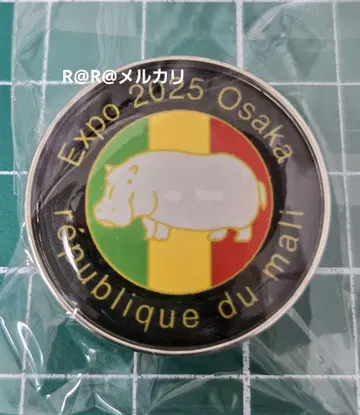 R@R@メルカリ
Expo 2025 Osaka
république du mali